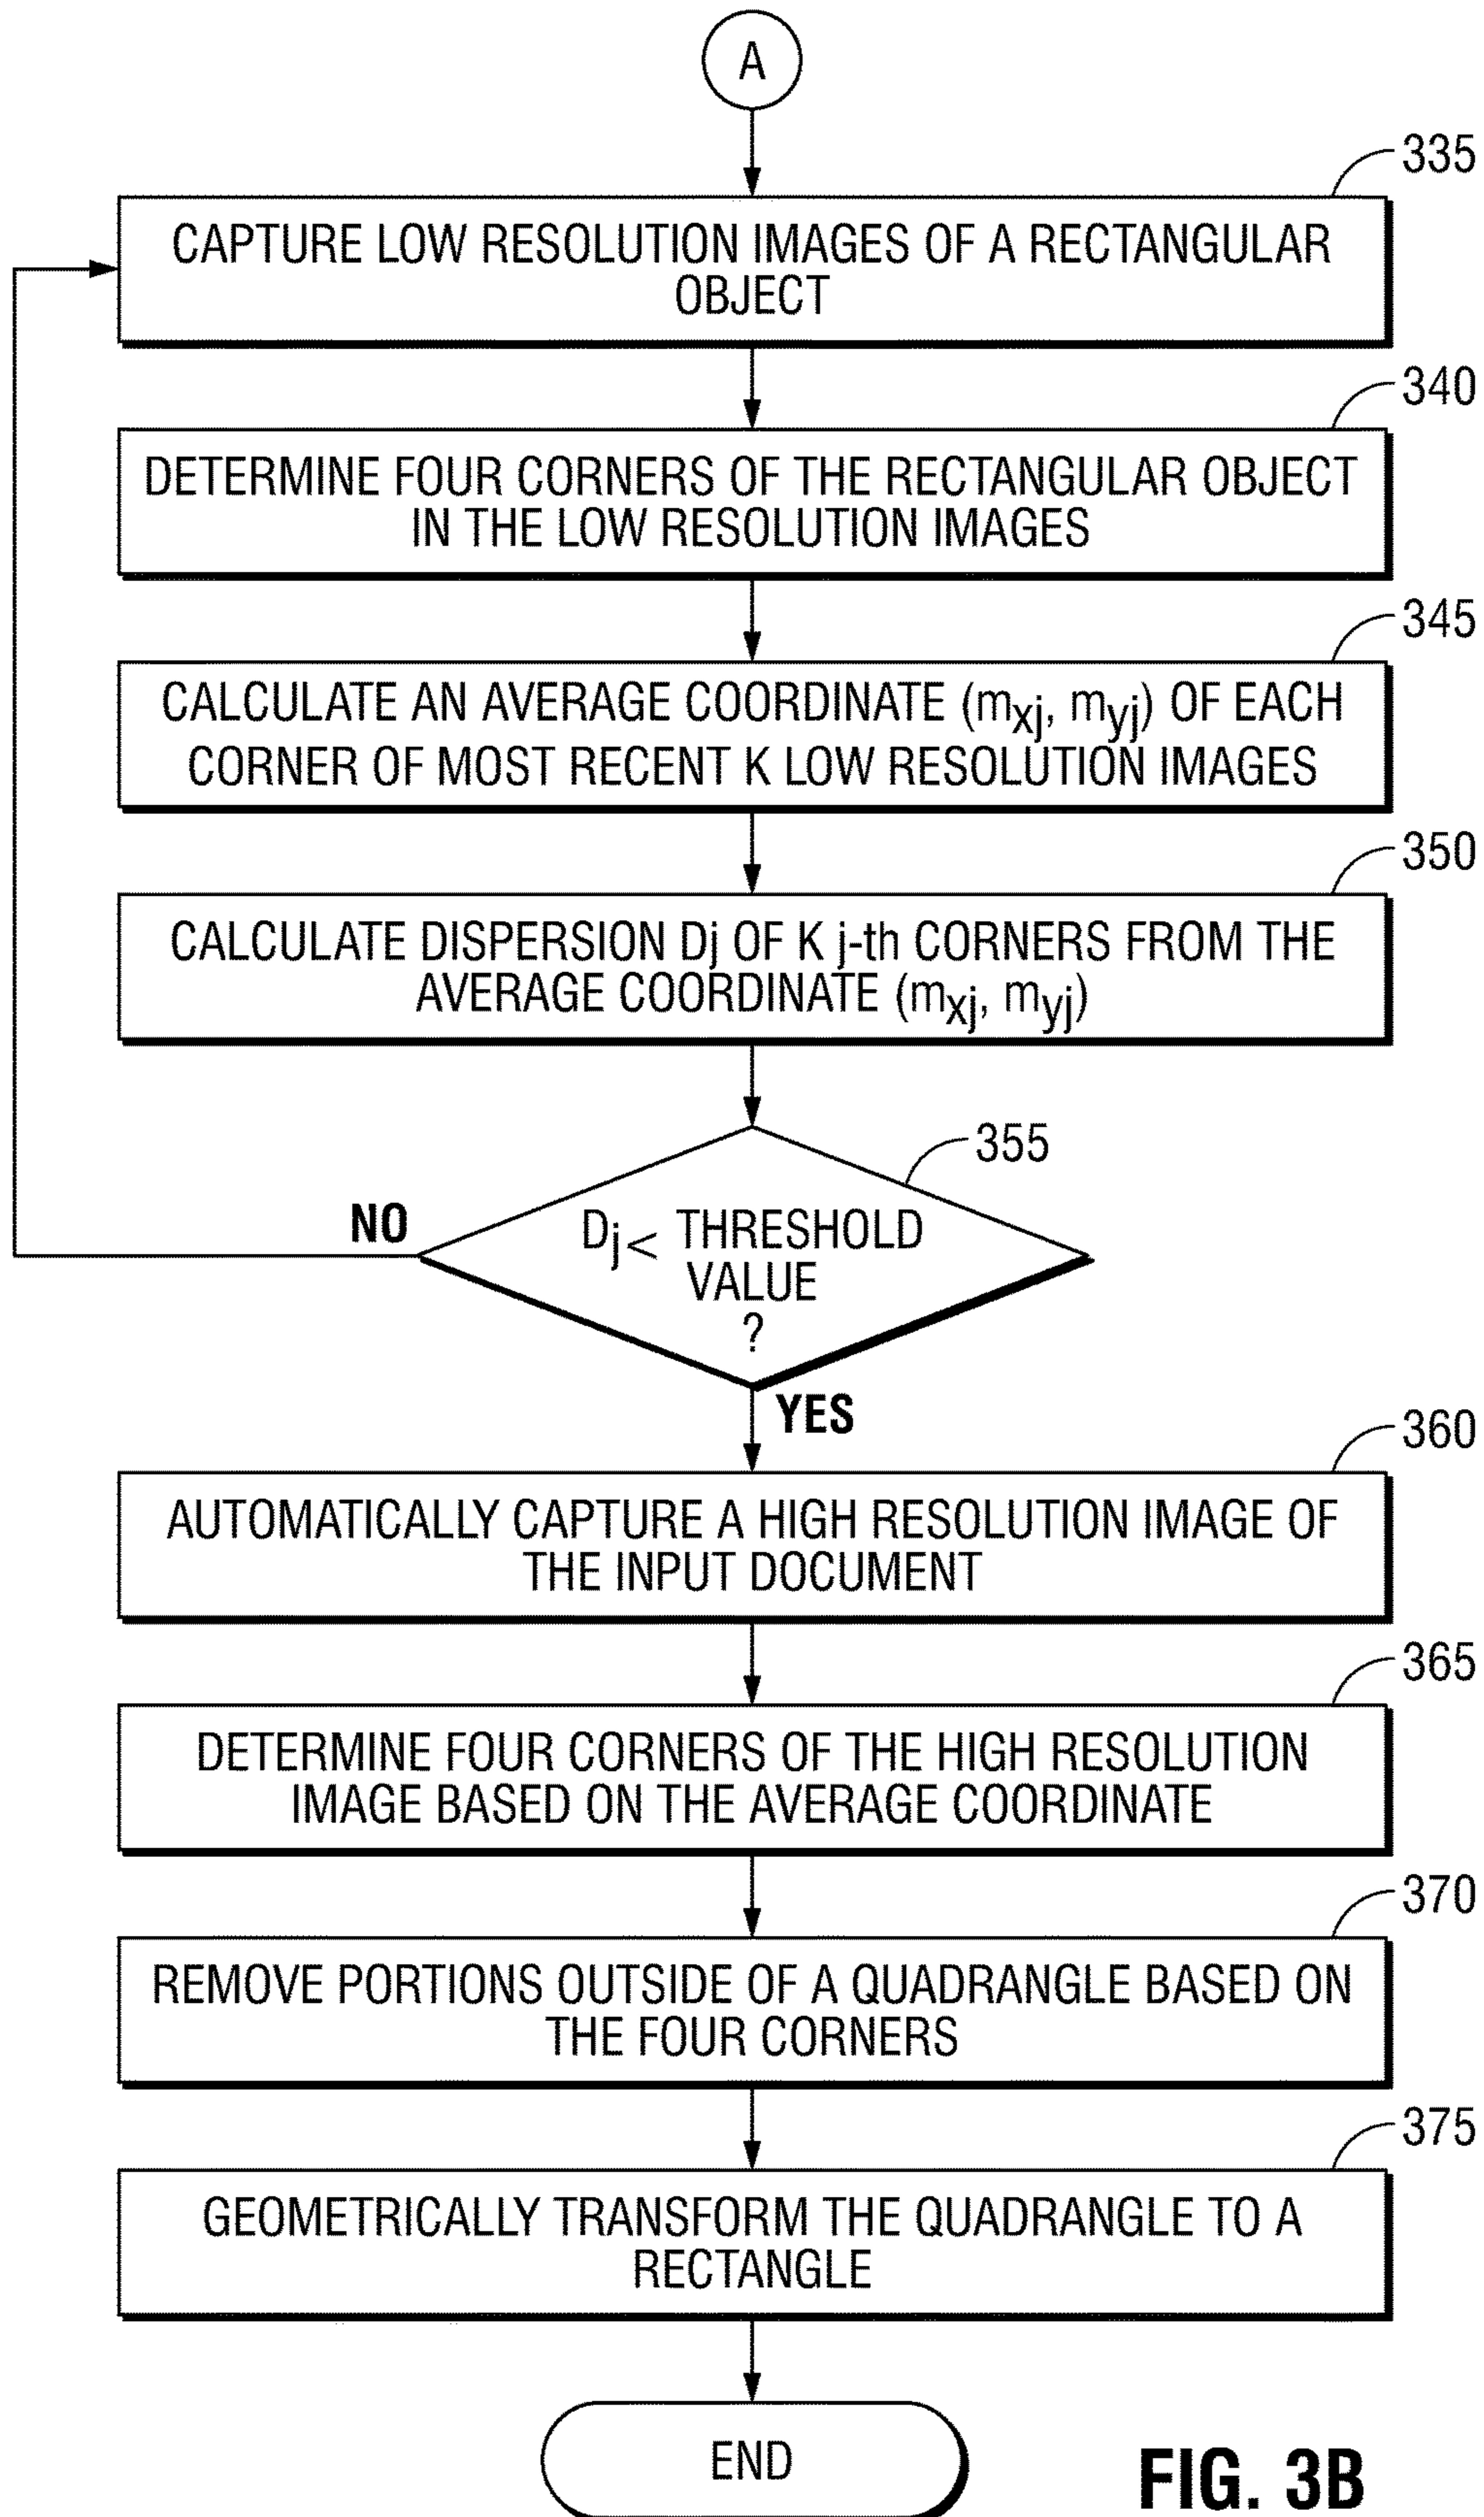 A
335
CAPTURE LOW RESOLUTION IMAGES OF A RECTANGULAR
OBJECT
340
DETERMINE FOUR CORNERS OF THE RECTANGULAR OBJECT
IN THE LOW RESOLUTION IMAGES
345
CALCULATE AN AVERAGE COORDINATE (mxj, myj) OF EACH
CORNER OF MOST RECENT K LOW RESOLUTION IMAGES
350
CALCULATE DISPERSION Dj OF K j-th CORNERS FROM THE
AVERAGE COORDINATE (mxj, myj)
355
NO
Dj< THRESHOLD
VALUE
?
YES
360
AUTOMATICALLY CAPTURE A HIGH RESOLUTION IMAGE OF
THE INPUT DOCUMENT
365
DETERMINE FOUR CORNERS OF THE HIGH RESOLUTION
IMAGE BASED ON THE AVERAGE COORDINATE
370
REMOVE PORTIONS OUTSIDE OF A QUADRANGLE BASED ON
THE FOUR CORNERS
375
GEOMETRICALLY TRANSFORM THE QUADRANGLE TO A
RECTANGLE
END
FIG. 3B